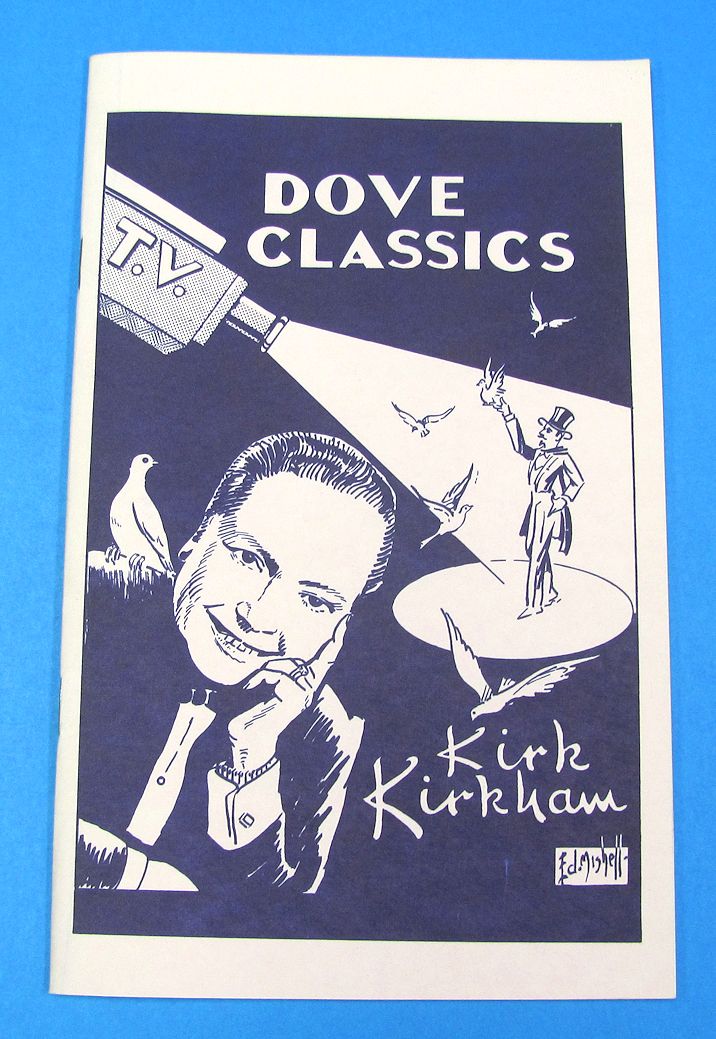 DOVE
CLASSICS
T.V.
Kirk
Kirkham
Ed. Mishell